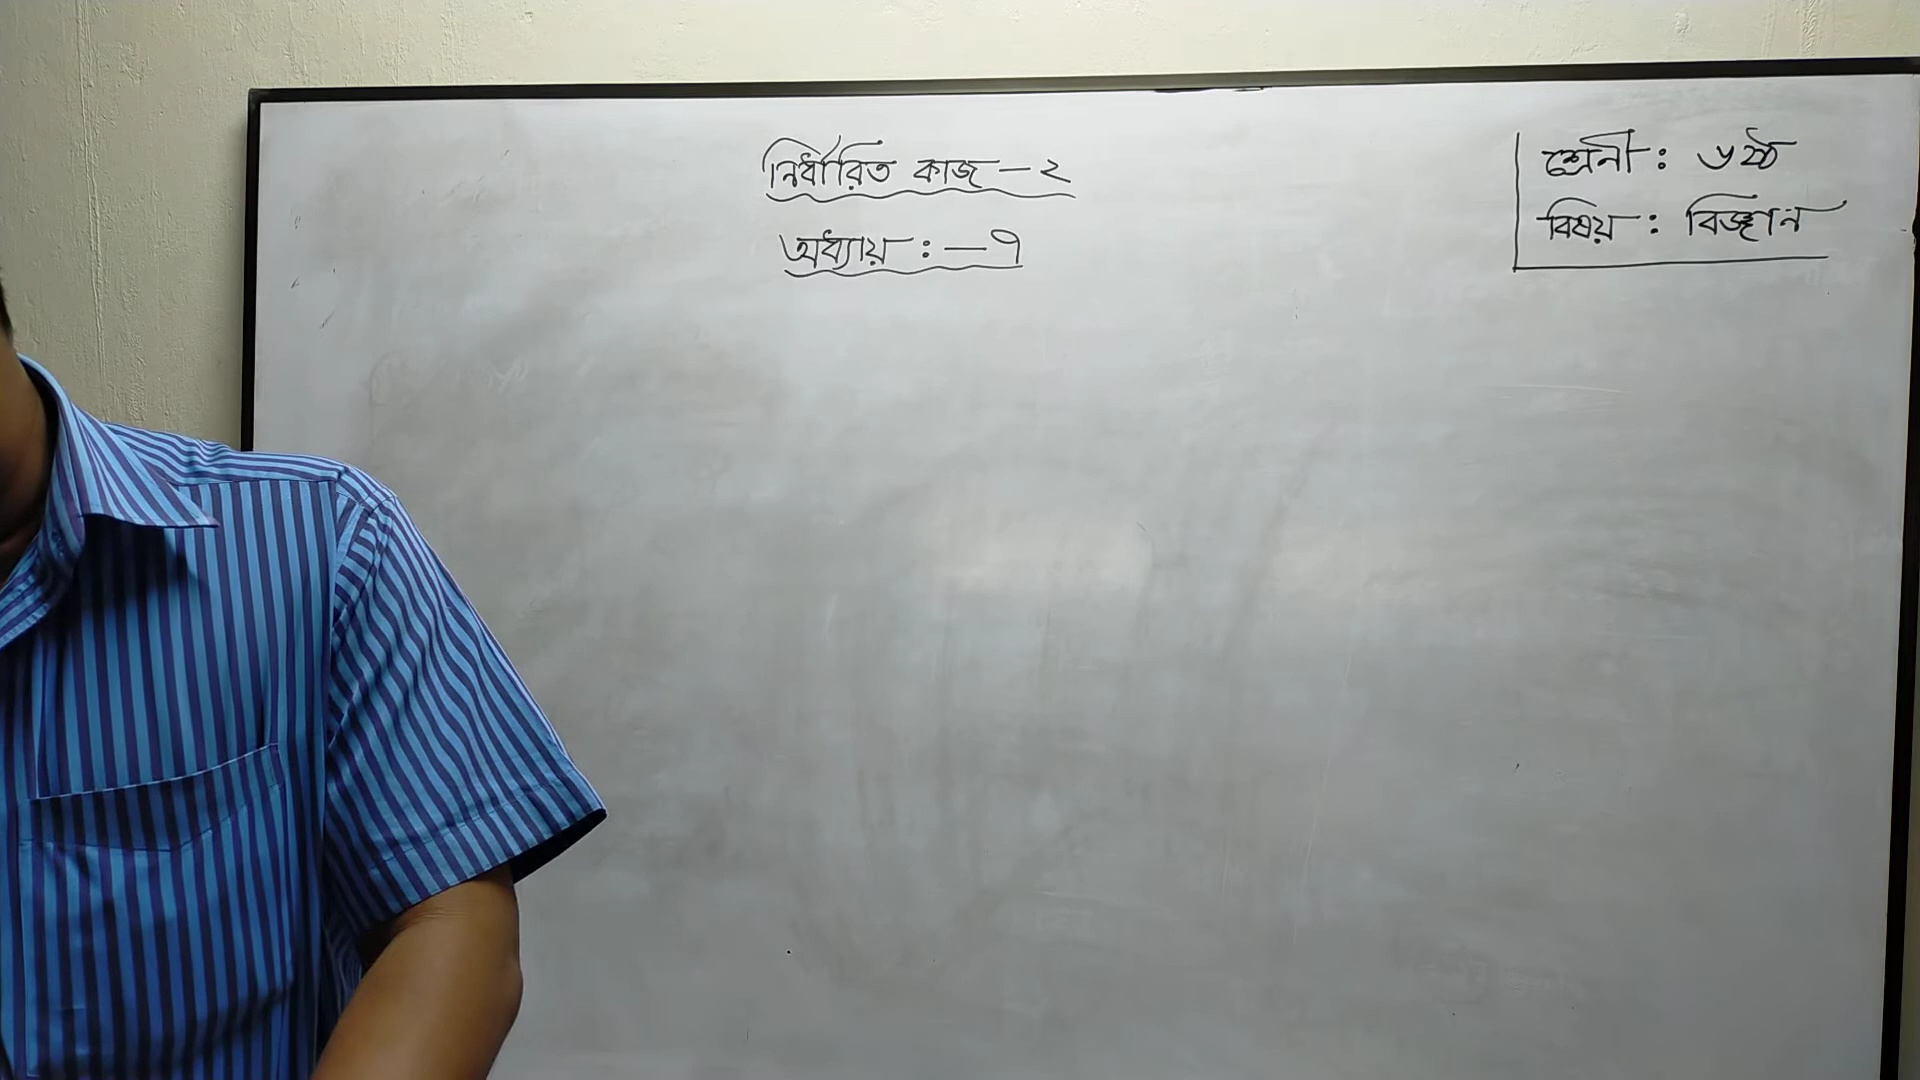 নির্ধারিত কাজ - ২
অধ্যায় : - ৭
শ্রেনী : ৬ষ্ঠ
বিষয় : বিজ্ঞান